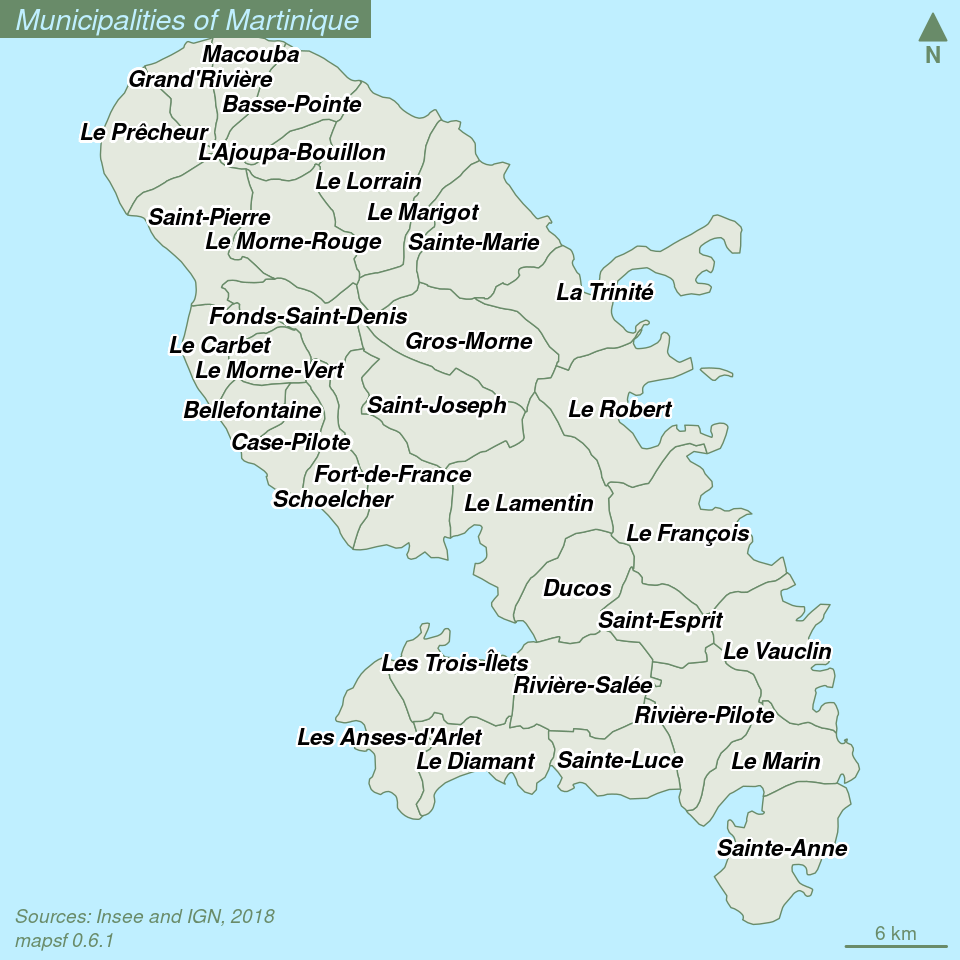 Municipalities of Martinique
N
Macouba
Grand'Rivière
Basse-Pointe
Le Prêcheur
L'Ajoupa-Bouillon
Le Lorrain
Saint-Pierre
Le Marigot
Le Morne-Rouge
Sainte-Marie
La Trinité
Fonds-Saint-Denis
Gros-Morne
Le Carbet
Le Morne-Vert
Bellefontaine
Saint-Joseph
Le Robert
Case-Pilote
Fort-de-France
Schoelcher
Le Lamentin
Le François
Ducos
Saint-Esprit
Le Vauclin
Les Trois-Îlets
Rivière-Salée
Rivière-Pilote
Les Anses-d'Arlet
Le Diamant
Sainte-Luce
Le Marin
Sainte-Anne
Sources: Insee and IGN, 2018
mapsf 0.6.1
6 km